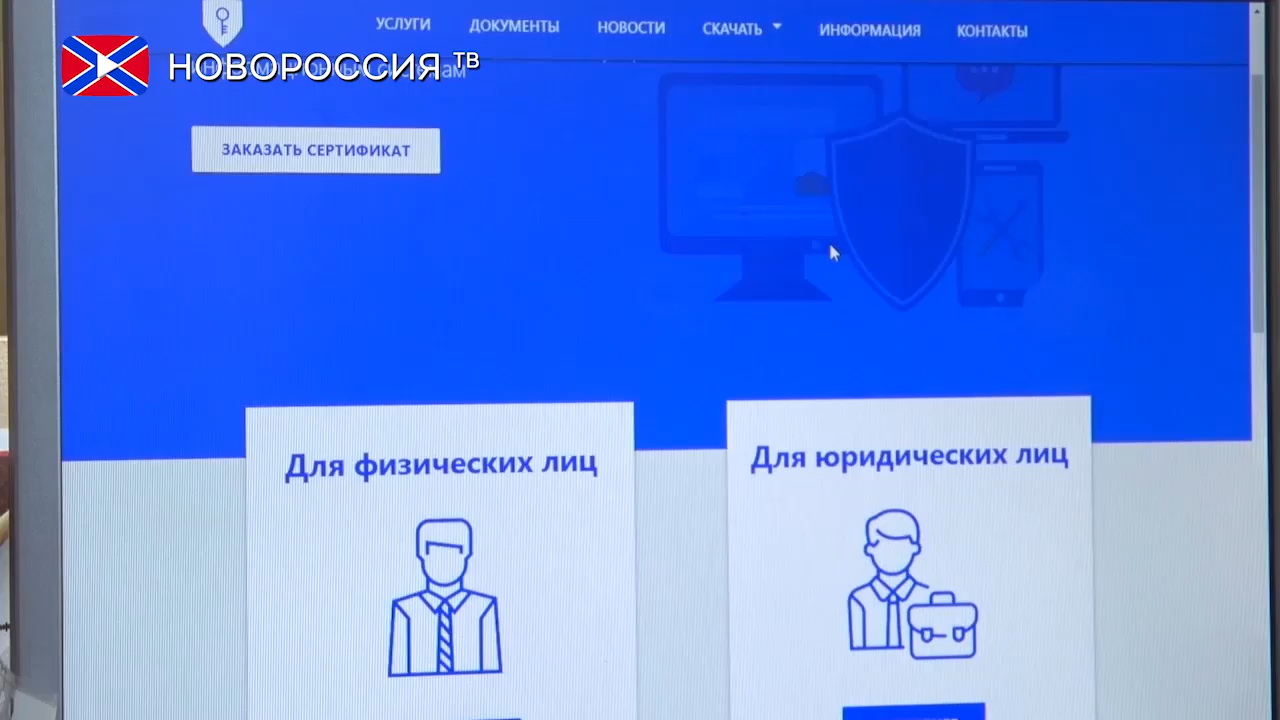 УСЛУГИ ДОКУМЕНТЫ НОВОСТИ СКАЧАТЬ ИНФОРМАЦИЯ КОНТАКТЫ
НОВОРОССИЯ ТВ
ЗАКАЗАТЬ СЕРТИФИКАТ
Для физических лиц
Для юридических лиц